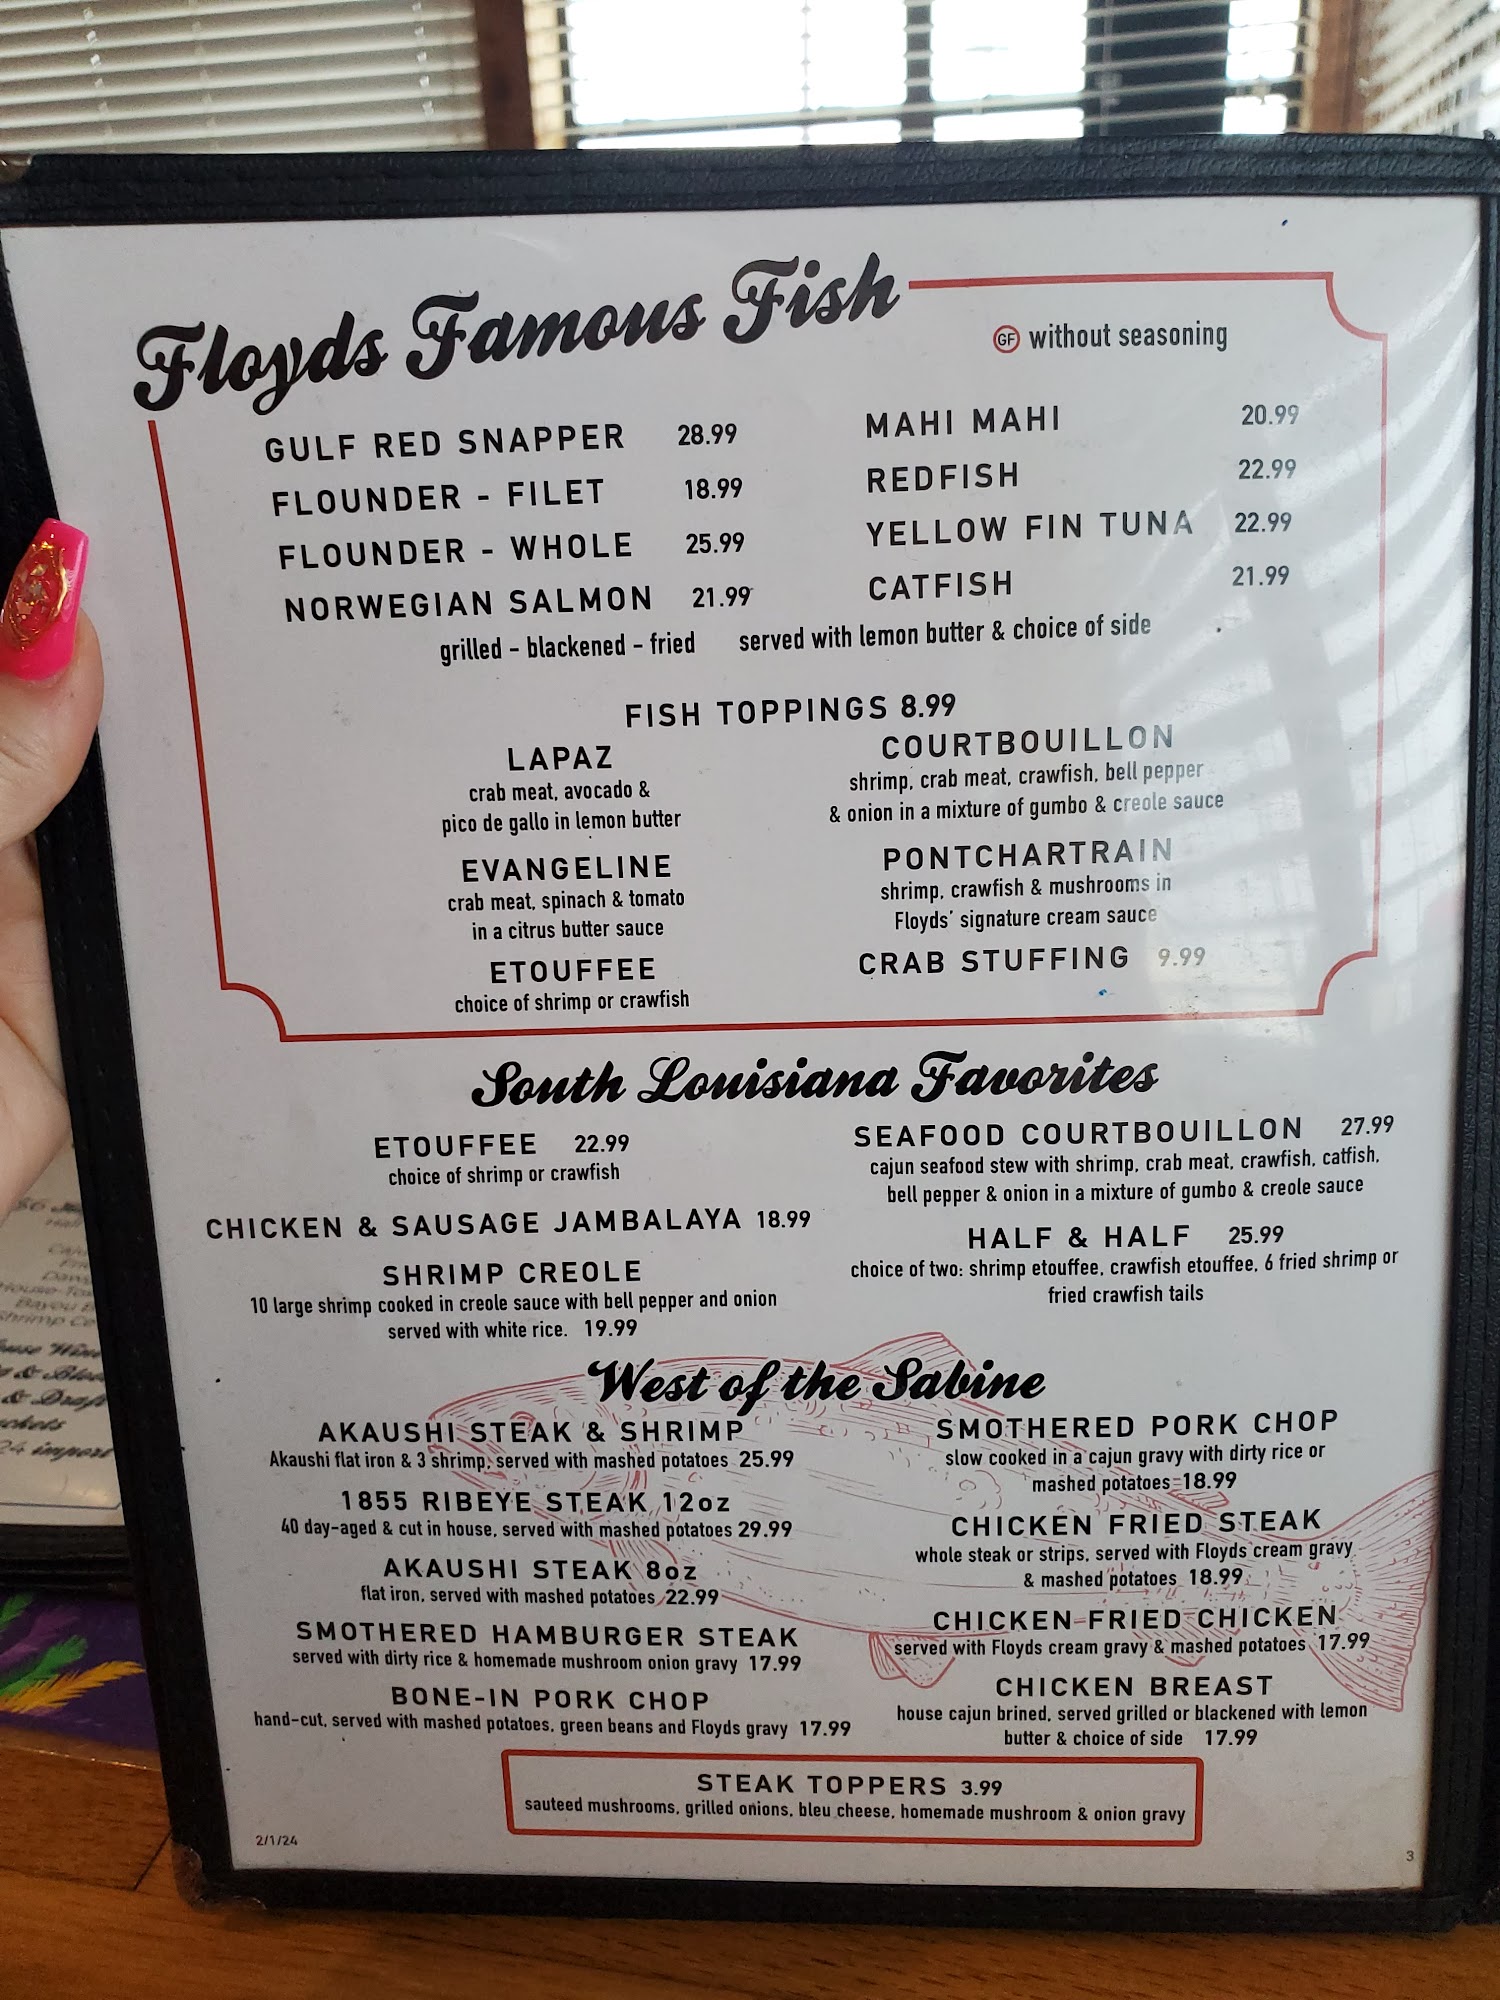 Floyds Famous Fish
GF without seasoning
GULF RED SNAPPER 28.99
FLOUNDER - FILET 18.99
FLOUNDER - WHOLE 25.99
NORWEGIAN SALMON 21.99
MAHI MAHI 20.99
REDFISH 22.99
YELLOW FIN TUNA 22.99
CATFISH 21.99
grilled - blackened - fried served with lemon butter & choice of side
FISH TOPPINGS 8.99
LAPAZ
crab meat, avocado &
pico de gallo in lemon butter
EVANGELINE
crab meat, spinach & tomato
in a citrus butter sauce
ETOUFFEE
choice of shrimp or crawfish
COURTBOUILLON
shrimp, crab meat, crawfish, bell pepper
& onion in a mixture of gumbo & creole sauce
PONTCHARTRAIN
shrimp, crawfish & mushrooms in
Floyds' signature cream sauce
CRAB STUFFING 9.99
South Louisiana Favorites
ETOUFFEE 22.99
choice of shrimp or crawfish
CHICKEN & SAUSAGE JAMBALAYA 18.99
SHRIMP CREOLE
10 large shrimp cooked in creole sauce with bell pepper and onion
served with white rice. 19.99
SEAFOOD COURTBOUILLON 27.99
cajun seafood stew with shrimp, crab meat, crawfish, catfish,
bell pepper & onion in a mixture of gumbo & creole sauce
HALF & HALF 25.99
choice of two: shrimp etouffee, crawfish etouffee, 6 fried shrimp or
fried crawfish tails
West of the Sabine
AKAUSHI STEAK & SHRIMP
Akaushi flat iron & 3 shrimp, served with mashed potatoes 25.99
1855 RIBEYE STEAK 12oz
40 day-aged & cut in house, served with mashed potatoes 29.99
AKAUSHI STEAK 8oz
flat iron, served with mashed potatoes 22.99
SMOTHERED HAMBURGER STEAK
served with dirty rice & homemade mushroom onion gravy 17.99
BONE-IN PORK CHOP
hand-cut, served with mashed potatoes, green beans and Floyds gravy 17.99
SMOTHERED PORK CHOP
slow cooked in a cajun gravy with dirty rice or
mashed potatoes 18.99
CHICKEN FRIED STEAK
whole steak or strips, served with Floyds cream gravy
& mashed potatoes 18.99
CHICKEN FRIED CHICKEN
served with Floyds cream gravy & mashed potatoes 17.99
CHICKEN BREAST
house cajun brined, served grilled or blackened with lemon
butter & choice of side 17.99
STEAK TOPPERS 3.99
sauteed mushrooms, grilled onions, bleu cheese, homemade mushroom & onion gravy
2/1/24
3